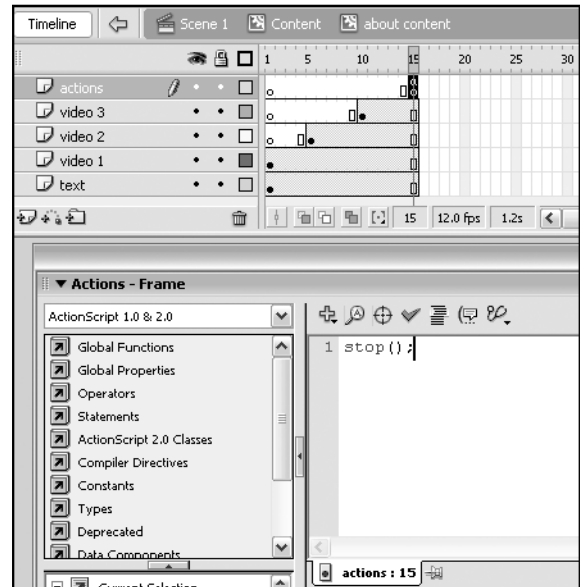 Timeline Scene 1 Content about content
1 5 10 15 20 25 30
actions
video 3
video 2
video 1
text
15 12.0 fps 1.2s
Actions - Frame
ActionScript 1.0 & 2.0
Global Functions
Global Properties
Operators
Statements
ActionScript 2.0 Classes
Compiler Directives
Constants
Types
Deprecated
Data Components
Current Selection
1 stop();
actions : 15